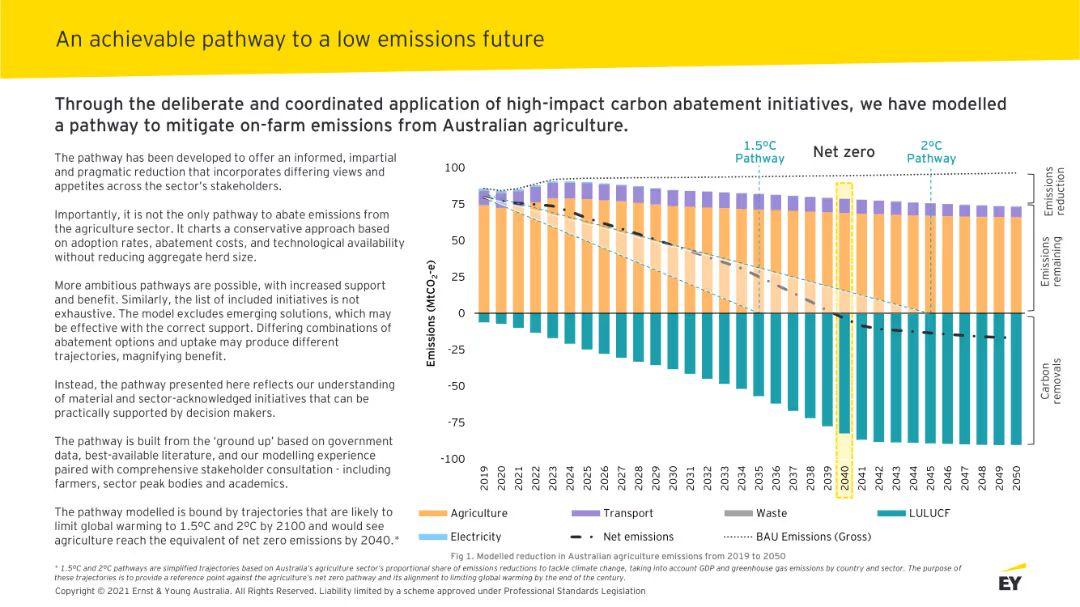 An achievable pathway to a low emissions future
Through the deliberate and coordinated application of high-impact carbon abatement initiatives, we have modelled
a pathway to mitigate on-farm emissions from Australian agriculture.
The pathway has been developed to offer an informed, impartial
and pragmatic reduction that incorporates differing views and
appetites across the sector's stakeholders.
Importantly, it is not the only pathway to abate emissions from
the agriculture sector. It charts a conservative approach based
on adoption rates, abatement costs, and technological availability
without reducing aggregate herd size.
More ambitious pathways are possible, with increased support
and benefit. Similarly, the list of included initiatives is not
exhaustive. The model excludes emerging solutions, which may
be effective with the correct support. Differing combinations of
abatement options and uptake may produce different
trajectories, magnifying benefit.
Instead, the pathway presented here reflects our understanding
of material and sector-acknowledged initiatives that can be
practically supported by decision makers.
The pathway is built from the 'ground up' based on government
data, best-available literature, and our modelling experience
paired with comprehensive stakeholder consultation - including
farmers, sector peak bodies and academics.
The pathway modelled is bound by trajectories that are likely to
limit global warming to 1.5ºC and 2ºC by 2100 and would see
agriculture reach the equivalent of net zero emissions by 2040.*
1.5ºC
Pathway
Net zero
2ºC
Pathway
Emissions (MtCO2-e)
100
75
50
25
0
-25
-50
-75
-100
2019
2020
2021
2022
2023
2024
2025
2026
2027
2028
2029
2030
2031
2032
2033
2034
2035
2036
2037
2038
2039
2040
2041
2042
2043
2044
2045
2046
2047
2048
2049
2050
Emissions
reduction
Emissions
remaining
Carbon
removals
Agriculture
Transport
Waste
LULUCF
Electricity
Net emissions
BAU Emissions (Gross)
Fig 1. Modelled reduction in Australian agriculture emissions from 2019 to 2050
* 1.5ºC and 2ºC pathways are simplified trajectories based on Australia's agriculture sector's proportional share of emissions reductions to tackle climate change, taking into account GDP and greenhouse gas emissions by country and sector. The purpose of
these trajectories is to provide a reference point against the agriculture's net zero pathway and its alignment to limiting global warming by the end of the century.
Copyright © 2021 Ernst & Young Australia. All Rights Reserved. Liability limited by a scheme approved under Professional Standards Legislation
EY